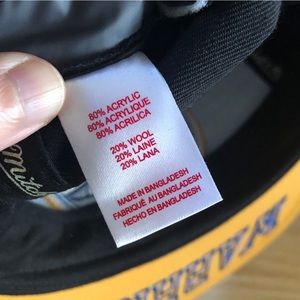 80% ACRYLIC
80% ACRYLIQUE
80% ACRILICA
20% WOOL
20% LAINE
20% LANA
MADE IN BANGLADESH
FABRIQUÉ AU BANGLADESH
HECHO EN BANGLADESH